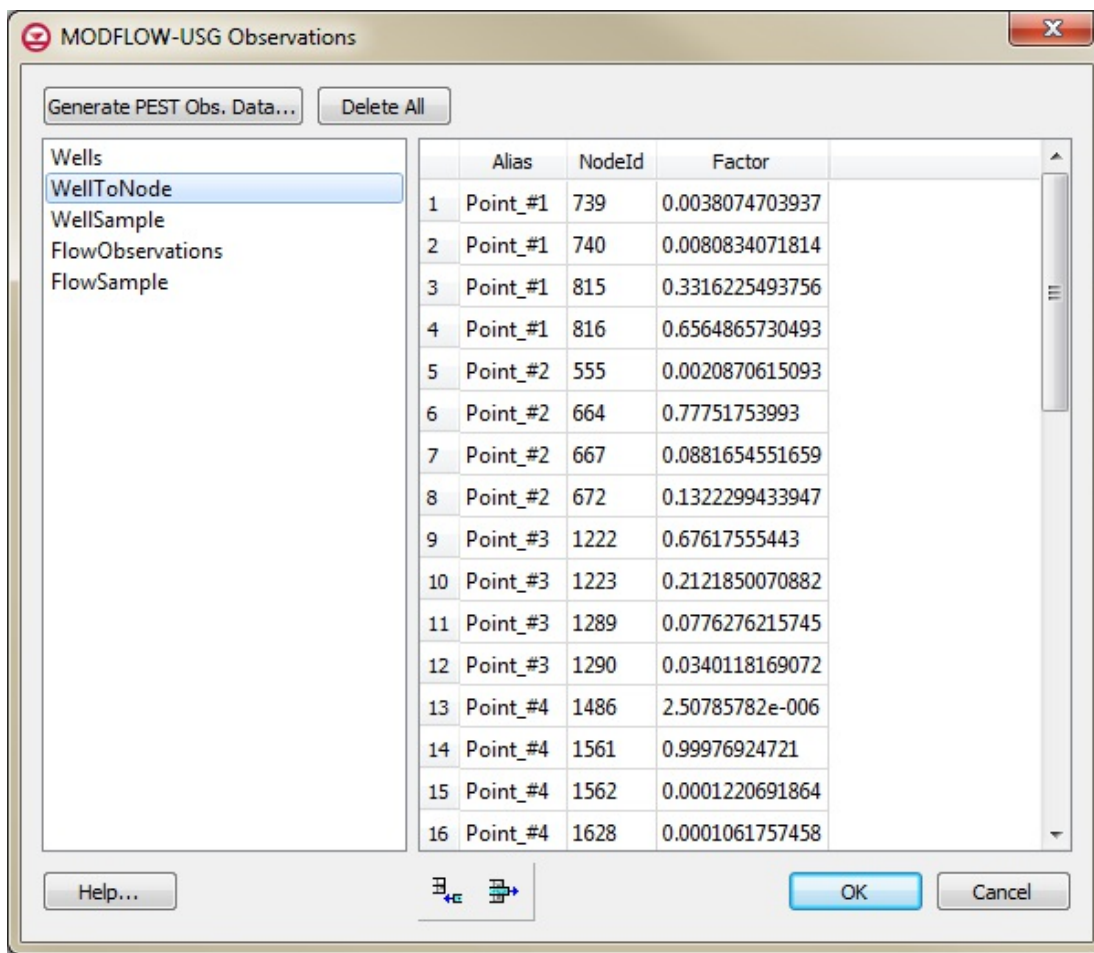 MODFLOW-USG Observations
Generate PEST Obs. Data... Delete All
Wells
WellToNode
WellSample
FlowObservations
FlowSample
Alias NodeId Factor
1 Point_#1 739 0.0038074703937
2 Point_#1 740 0.0080834071814
3 Point_#1 815 0.3316225493756
4 Point_#1 816 0.6564865730493
5 Point_#2 555 0.0020870615093
6 Point_#2 664 0.77751753993
7 Point_#2 667 0.0881654551659
8 Point_#2 672 0.1322299433947
9 Point_#3 1222 0.67617555443
10 Point_#3 1223 0.2121850070882
11 Point_#3 1289 0.0776276215745
12 Point_#3 1290 0.0340118169072
13 Point_#4 1486 2.50785782e-006
14 Point_#4 1561 0.99976924721
15 Point_#4 1562 0.0001220691864
16 Point_#4 1628 0.0001061757458
Help... OK Cancel